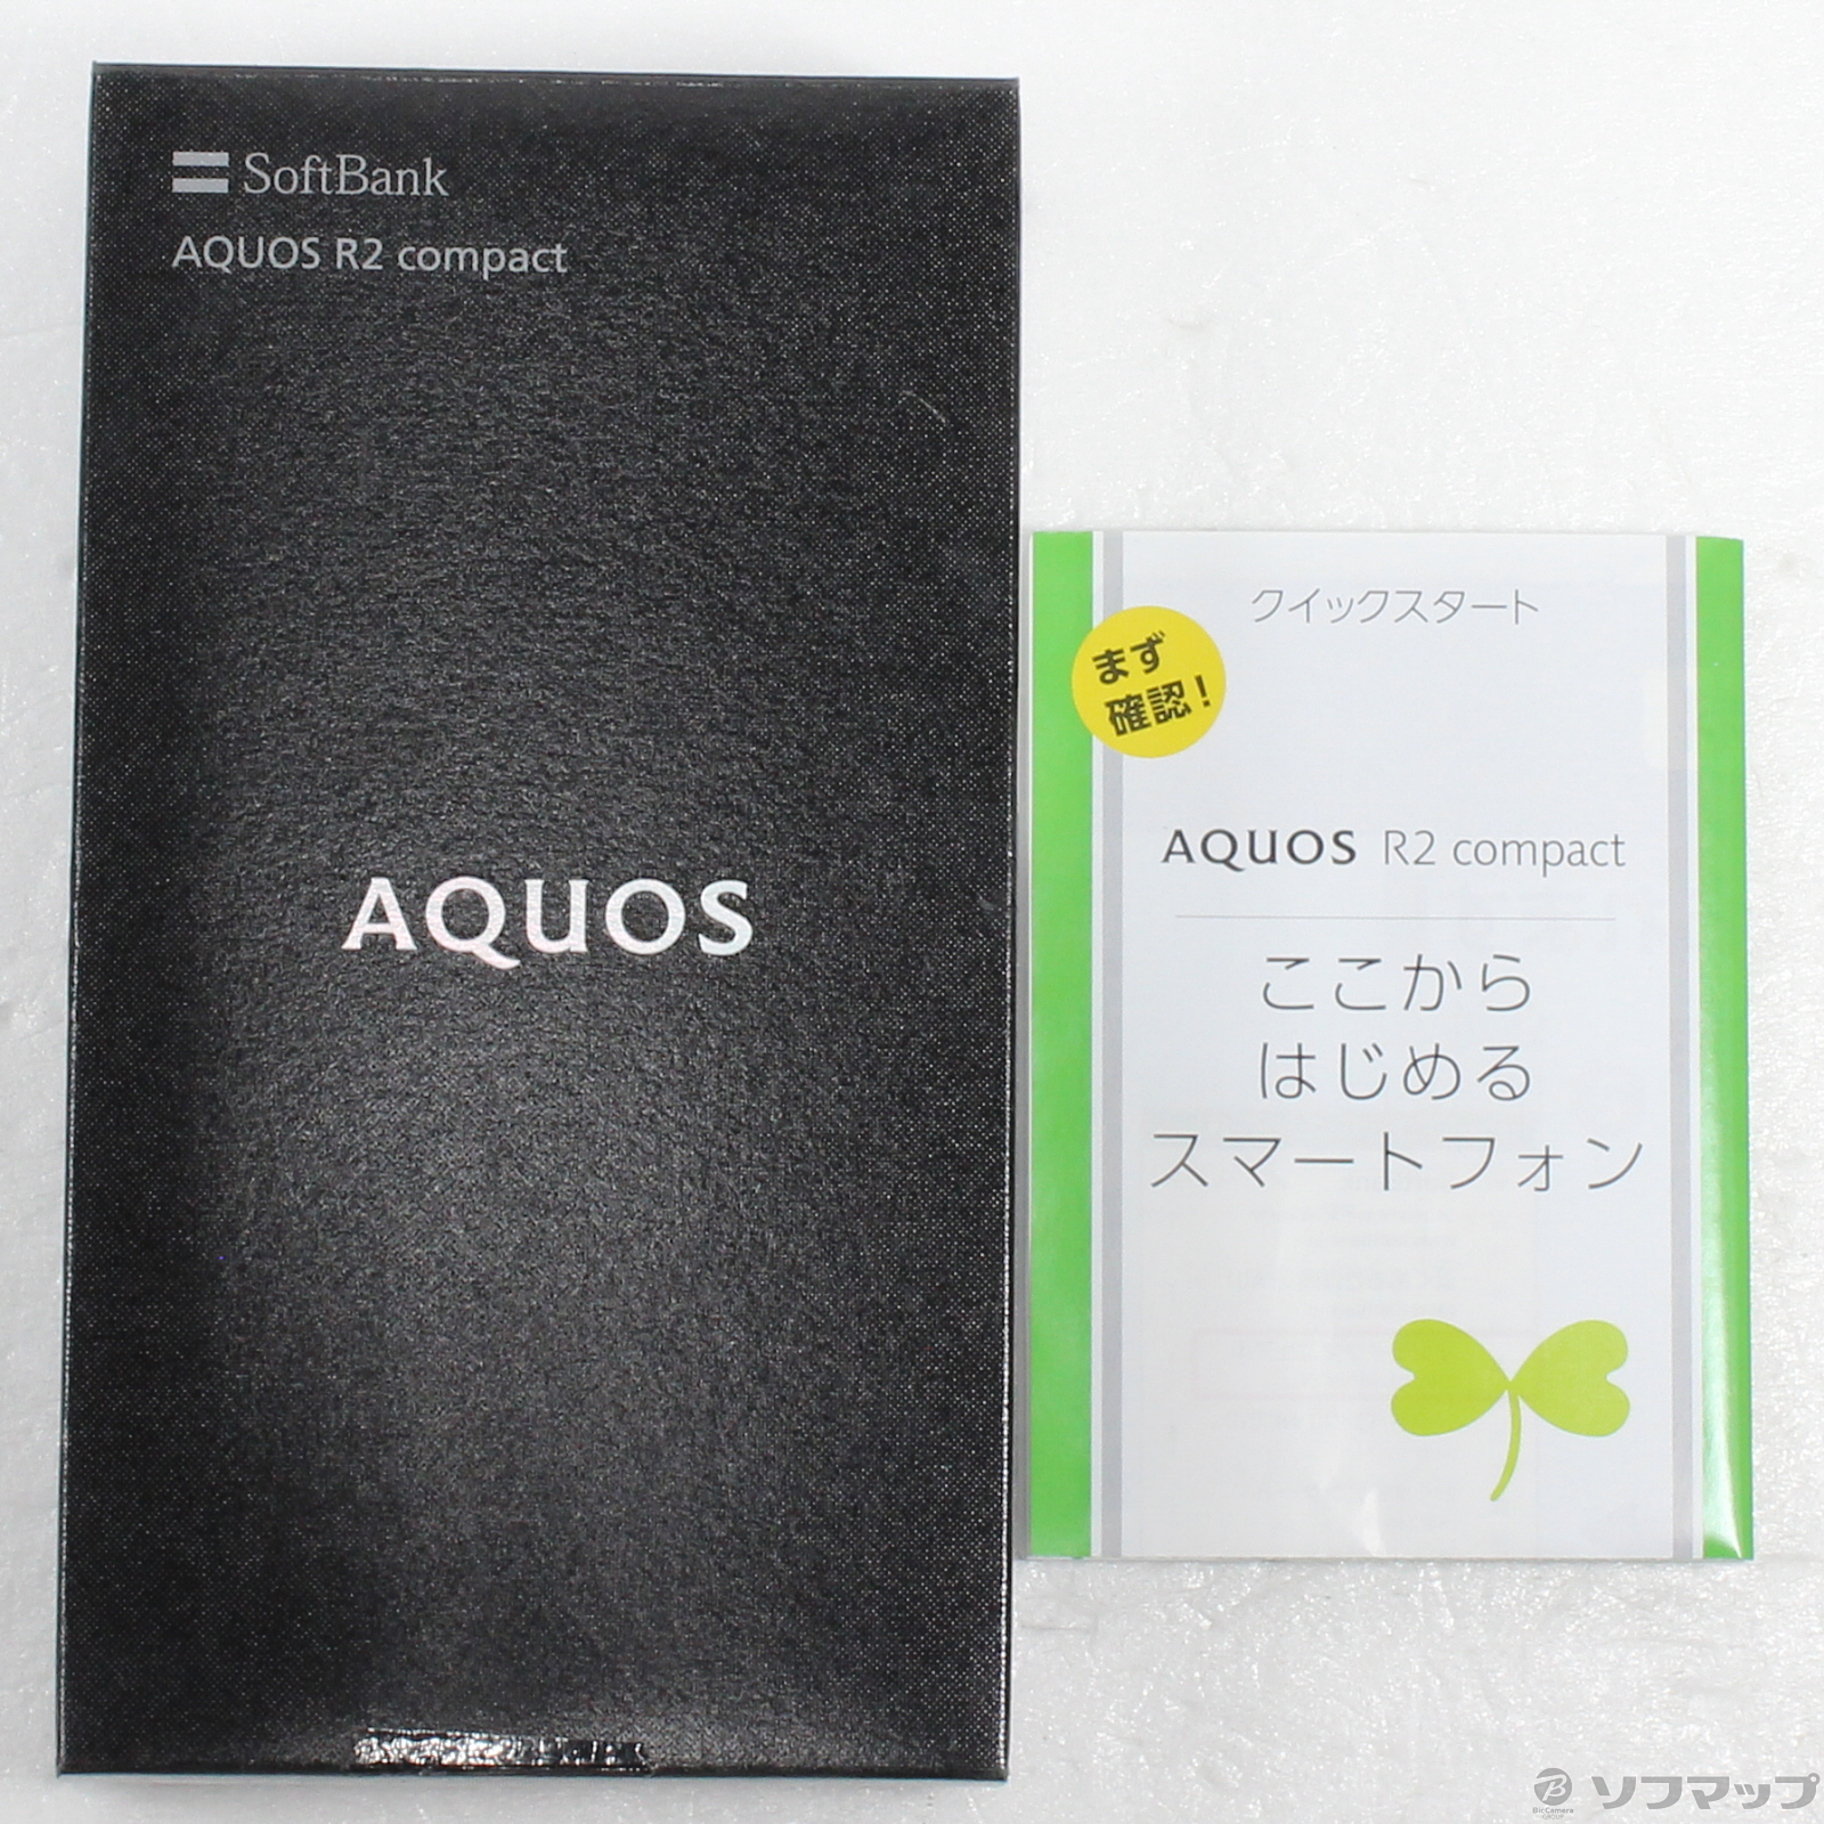 SoftBank
AQUOS R2 compact
AQUOS
クイックスタート
まず
確認!
AQUOS R2 compact
ここから
はじめる
スマートフォン
BicCamera
GROUP
ソフマップ